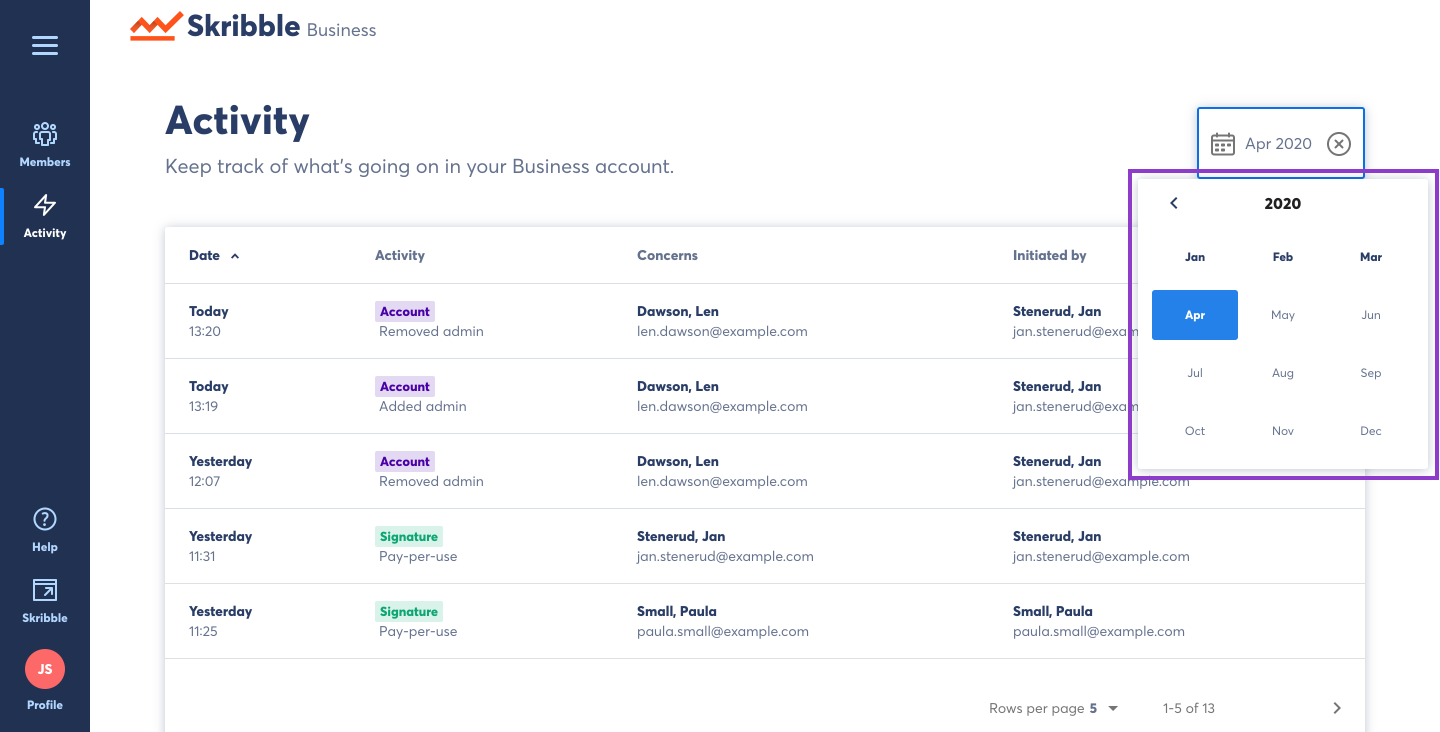 Skribble Business
Members
Activity
Help
Skribble
JS
Profile
Activity
Keep track of what's going on in your Business account.
Apr 2020
2020
Jan Feb Mar
Apr May Jun
Jul Aug Sep
Oct Nov Dec
Date Activity Concerns Initiated by
Today Account Dawson, Len Stenerud, Jan
13:20 Removed admin len.dawson@example.com jan.stenerud@exam
Today Account Dawson, Len Stenerud, Jan
13:19 Added admin len.dawson@example.com jan.stenerud@exam
Yesterday Account Dawson, Len Stenerud, Jan
12:07 Removed admin len.dawson@example.com jan.stenerud@example.com
Yesterday Signature Stenerud, Jan Stenerud, Jan
11:31 Pay-per-use jan.stenerud@example.com jan.stenerud@example.com
Yesterday Signature Small, Paula Small, Paula
11:25 Pay-per-use paula.small@example.com paula.small@example.com
Rows per page 5 1-5 of 13